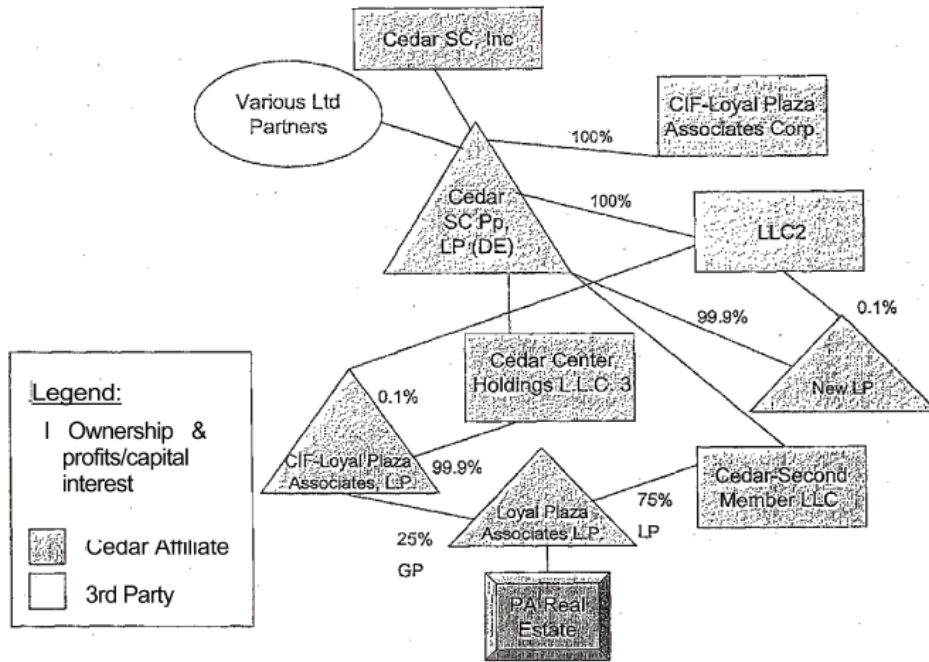 Cedar SC, Inc
Various Ltd
Partners
CIF-Loyal Plaza
Associates Corp.
100%
Cedar
SC Pp,
LP (DE)
100%
LLC2
99.9%
0.1%
New LP
Cedar Center
Holdings L.L.C. 3
0.1%
CIF-Loyal Plaza
Associates, L.P.
99.9%
Loyal Plaza
Associates L.P.
75%
LP
Cedar-Second
Member LLC
25%
GP
PA Real
Estate
Legend:
I Ownership &
profits/capital
interest
Cedar Affiliate
3rd Party